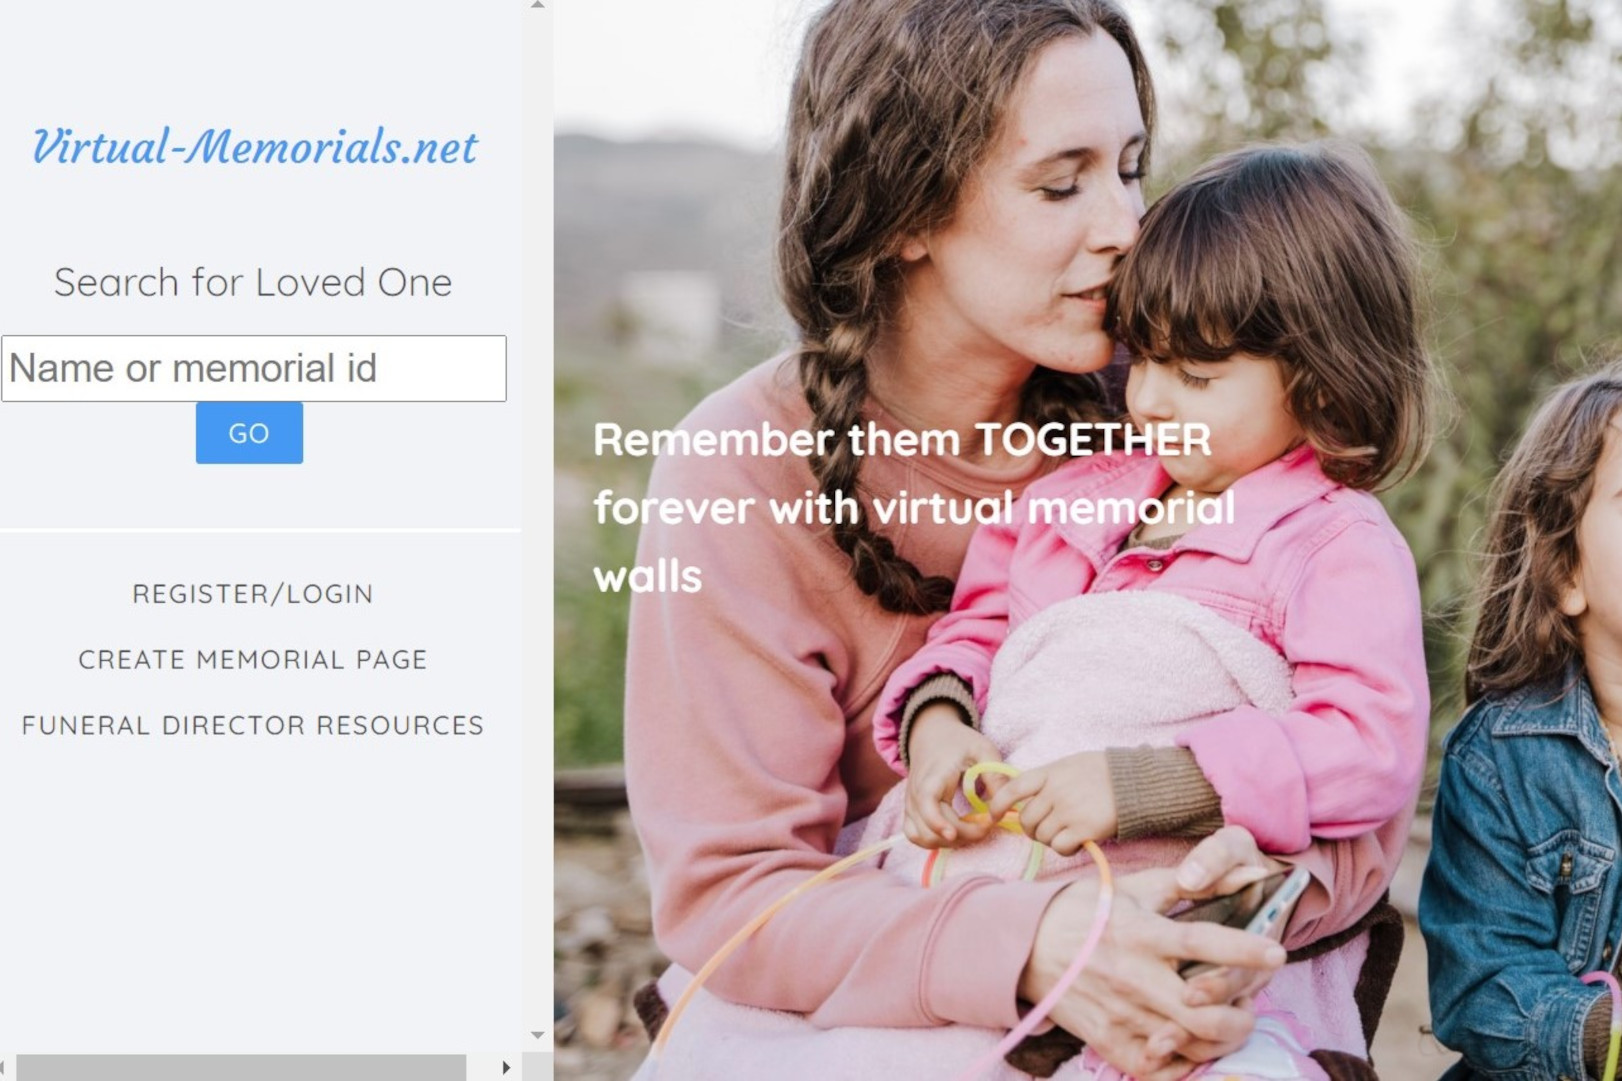 Virtual-Memorials.net
Search for Loved One
Name or memorial id
GO
REGISTER/LOGIN
CREATE MEMORIAL PAGE
FUNERAL DIRECTOR RESOURCES
Remember them TOGETHER
forever with virtual memorial
walls